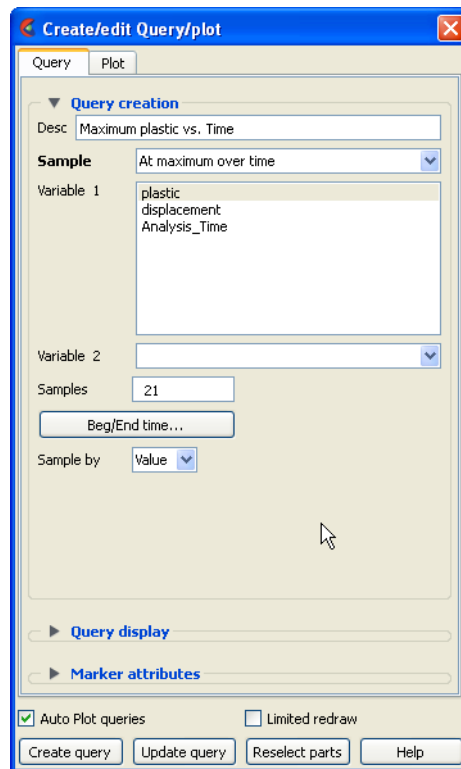 Create/edit Query/plot
Query Plot
Query creation
Desc Maximum plastic vs. Time
Sample At maximum over time
Variable 1 plastic
displacement
Analysis_Time
Variable 2
Samples 21
Beg/End time...
Sample by Value
Query display
Marker attributes
Auto Plot queries Limited redraw
Create query Update query Reselect parts Help